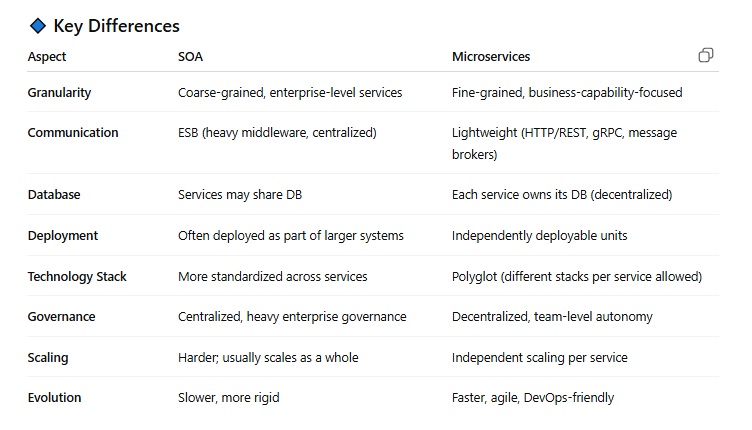 Key Differences
Aspect SOA Microservices
Granularity Coarse-grained, enterprise-level services Fine-grained, business-capability-focused
Communication ESB (heavy middleware, centralized) Lightweight (HTTP/REST, gRPC, message
brokers)
Database Services may share DB Each service owns its DB (decentralized)
Deployment Often deployed as part of larger systems Independently deployable units
Technology Stack More standardized across services Polyglot (different stacks per service allowed)
Governance Centralized, heavy enterprise governance Decentralized, team-level autonomy
Scaling Harder; usually scales as a whole Independent scaling per service
Evolution Slower, more rigid Faster, agile, DevOps-friendly